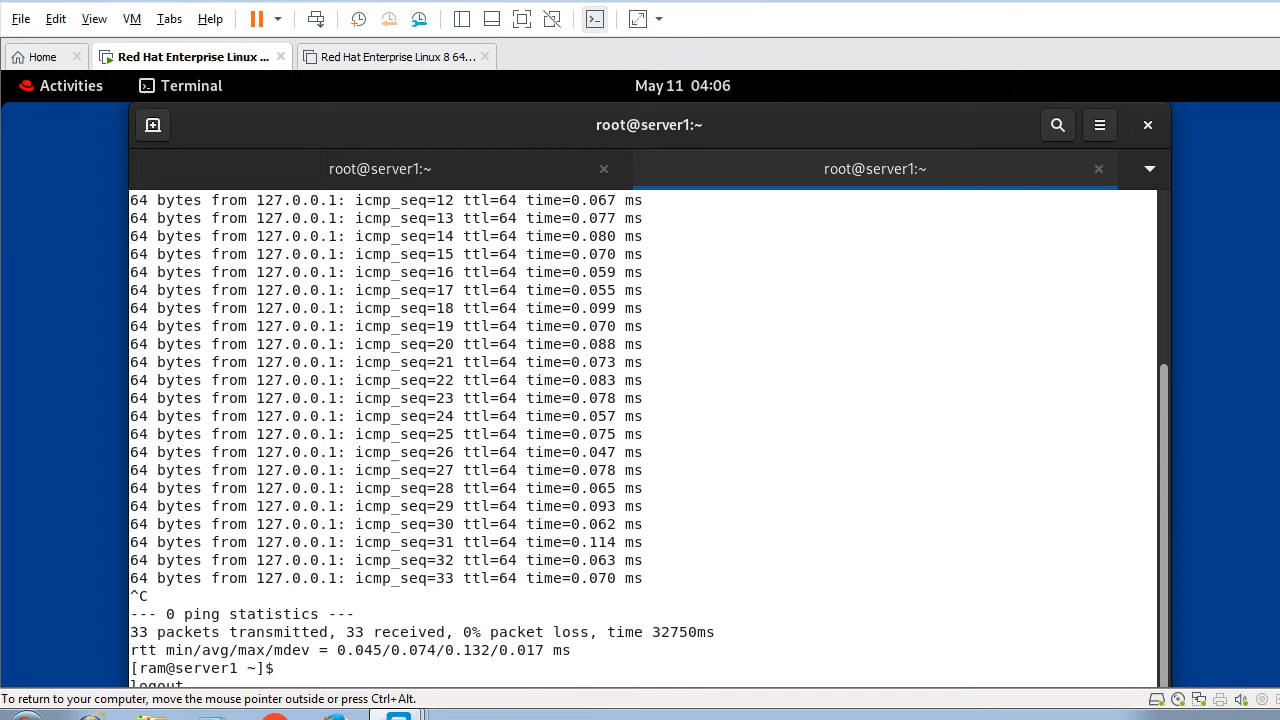 File Edit View VM Tabs Help
Home Red Hat Enterprise Linux ... Red Hat Enterprise Linux 8 64...
Activities Terminal May 11 04:06
root@server1:~
root@server1:~ root@server1:~
64 bytes from 127.0.0.1: icmp_seq=12 ttl=64 time=0.067 ms
64 bytes from 127.0.0.1: icmp_seq=13 ttl=64 time=0.077 ms
64 bytes from 127.0.0.1: icmp_seq=14 ttl=64 time=0.080 ms
64 bytes from 127.0.0.1: icmp_seq=15 ttl=64 time=0.070 ms
64 bytes from 127.0.0.1: icmp_seq=16 ttl=64 time=0.059 ms
64 bytes from 127.0.0.1: icmp_seq=17 ttl=64 time=0.055 ms
64 bytes from 127.0.0.1: icmp_seq=18 ttl=64 time=0.099 ms
64 bytes from 127.0.0.1: icmp_seq=19 ttl=64 time=0.070 ms
64 bytes from 127.0.0.1: icmp_seq=20 ttl=64 time=0.088 ms
64 bytes from 127.0.0.1: icmp_seq=21 ttl=64 time=0.073 ms
64 bytes from 127.0.0.1: icmp_seq=22 ttl=64 time=0.083 ms
64 bytes from 127.0.0.1: icmp_seq=23 ttl=64 time=0.078 ms
64 bytes from 127.0.0.1: icmp_seq=24 ttl=64 time=0.057 ms
64 bytes from 127.0.0.1: icmp_seq=25 ttl=64 time=0.075 ms
64 bytes from 127.0.0.1: icmp_seq=26 ttl=64 time=0.047 ms
64 bytes from 127.0.0.1: icmp_seq=27 ttl=64 time=0.078 ms
64 bytes from 127.0.0.1: icmp_seq=28 ttl=64 time=0.065 ms
64 bytes from 127.0.0.1: icmp_seq=29 ttl=64 time=0.093 ms
64 bytes from 127.0.0.1: icmp_seq=30 ttl=64 time=0.062 ms
64 bytes from 127.0.0.1: icmp_seq=31 ttl=64 time=0.114 ms
64 bytes from 127.0.0.1: icmp_seq=32 ttl=64 time=0.063 ms
64 bytes from 127.0.0.1: icmp_seq=33 ttl=64 time=0.070 ms
^C
--- 0 ping statistics ---
33 packets transmitted, 33 received, 0% packet loss, time 32750ms
rtt min/avg/max/mdev = 0.045/0.074/0.132/0.017 ms
[ram@server1 ~]$
logout
To return to your computer, move the mouse pointer outside or press Ctrl+Alt.